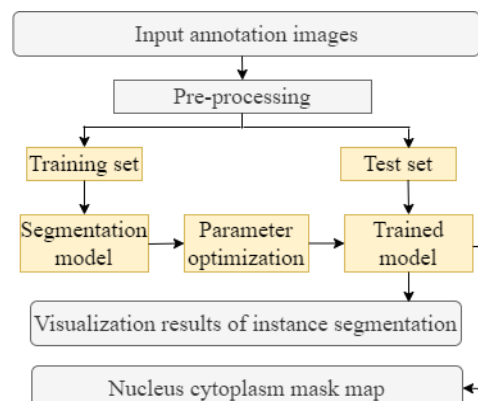 Input annotation images
Pre-processing
Training set
Test set
Segmentation
model
Parameter
optimization
Trained
model
Visualization results of instance segmentation
Nucleus cytoplasm mask map